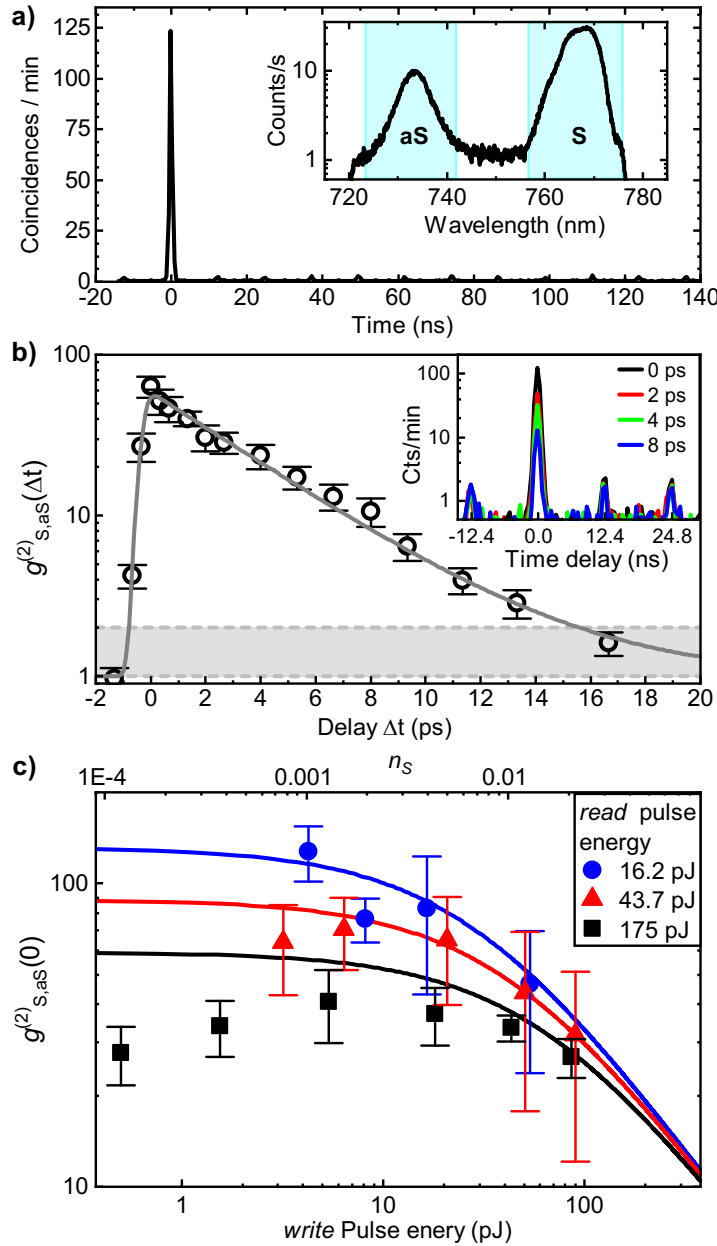 a)
Coincidences / min
125
100
75
50
25
0
-20 0 20 40 60 80 100 120 140
Time (ns)
Counts/s
10
1
aS S
720 740 760 780
Wavelength (nm)
b)
g(2)S,aS(Δt)
100
10
1
-2 0 2 4 6 8 10 12 14 16 18 20
Delay Δt (ps)
Cts/min
100
10
1
0 ps
2 ps
4 ps
8 ps
-12.4 0.0 12.4 24.8
Time delay (ns)
c)
nS
1E-4 0.001 0.01
g(2)S,aS(0)
100
10
read pulse
energy
16.2 pJ
43.7 pJ
175 pJ
1 10 100
write Pulse enery (pJ)